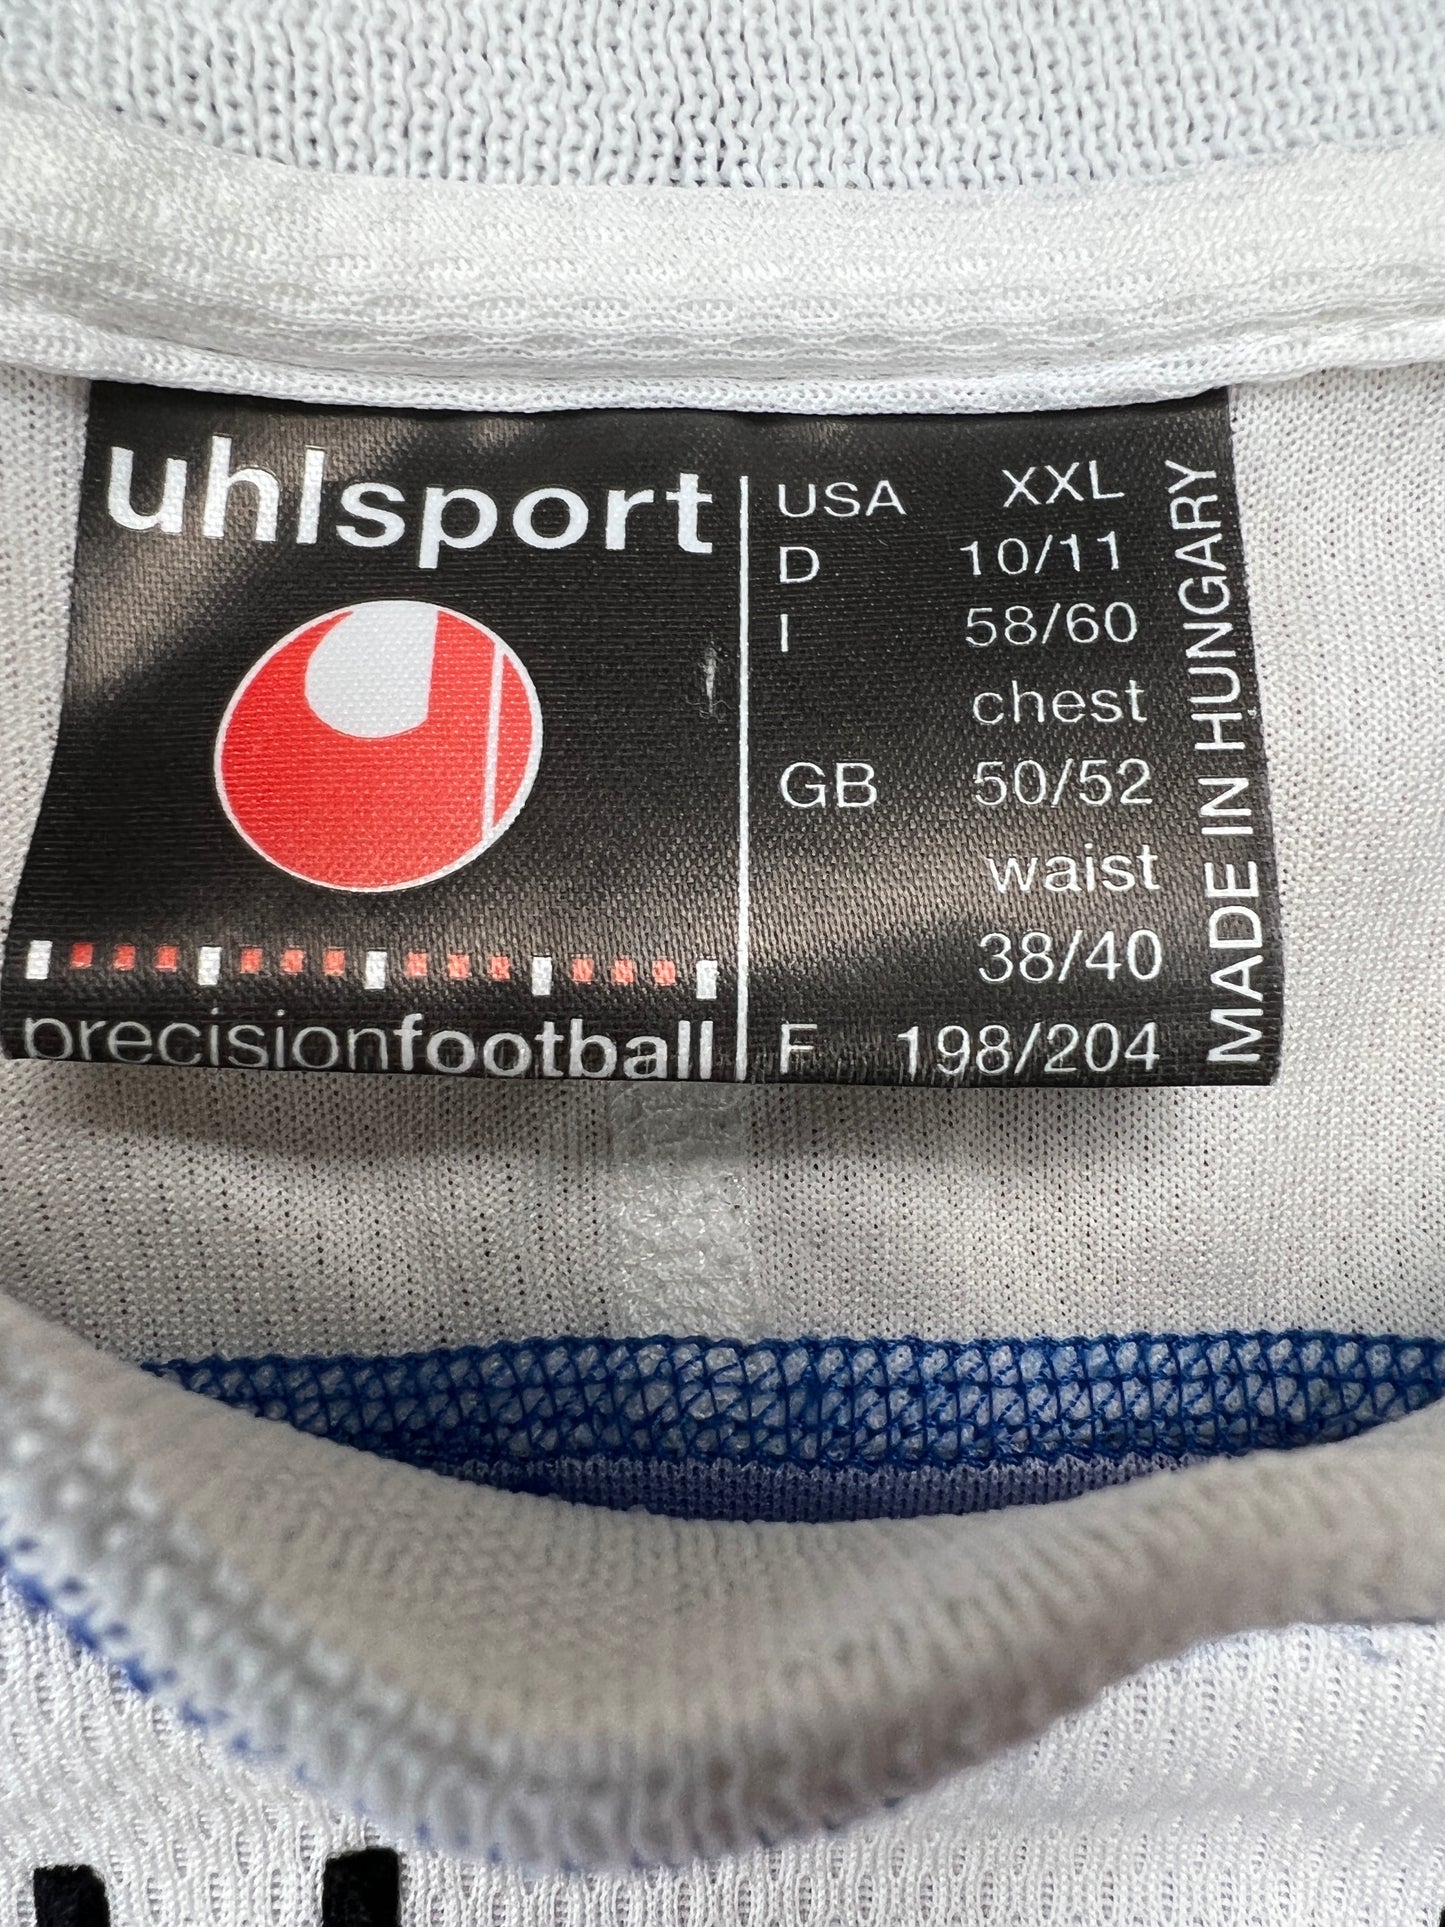 uhlsport
precisionfootball
USA XXL
D 10/11
I 58/60
chest
GB 50/52
waist
38/40
F 198/204
MADE IN HUNGARY